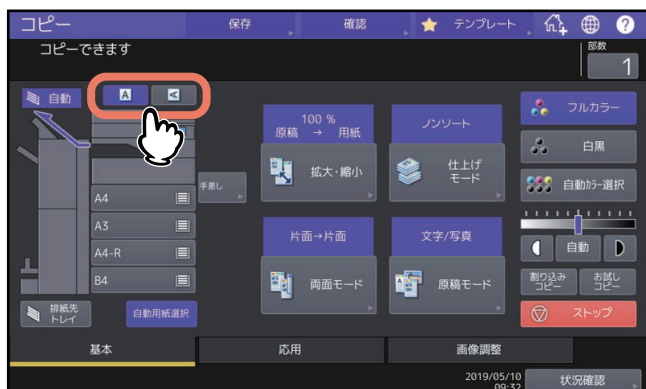 コピー
保存
確認
テンプレート
?
コピーできます
部数
1
自動
A
A
A4
A3
A4-R
B4
手差し
排紙先
トレイ
自動用紙選択
100 %
原稿 → 用紙
拡大・縮小
ノンソート
仕上げ
モード
片面→片面
両面モード
文字/写真
原稿モード
フルカラー
白黒
自動カラー選択
自動
割り込み
コピー
お試し
コピー
ストップ
基本
応用
画像調整
2019/05/10
09:32
状況確認